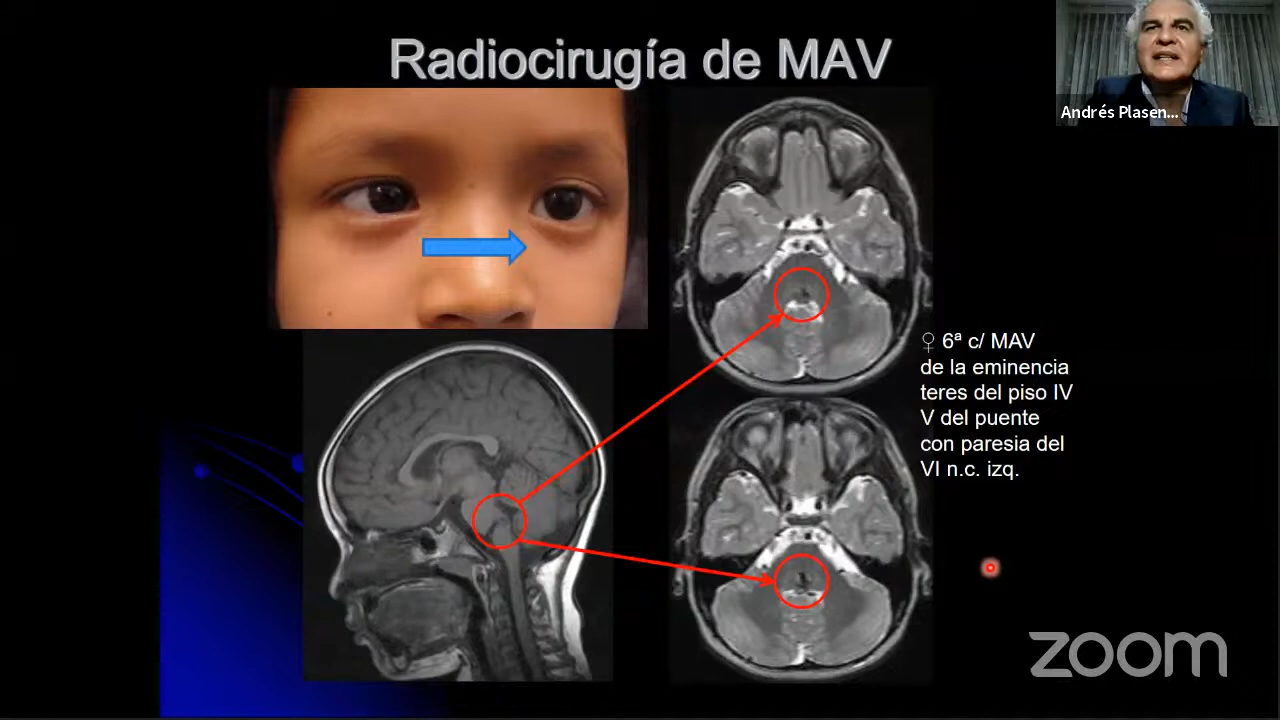 Radiocirugía de MAV
Andrés Plasen...
♀ 6ª c/ MAV
de la eminencia
teres del piso IV
V del puente
con paresia del
VI n.c. izq.
zoom